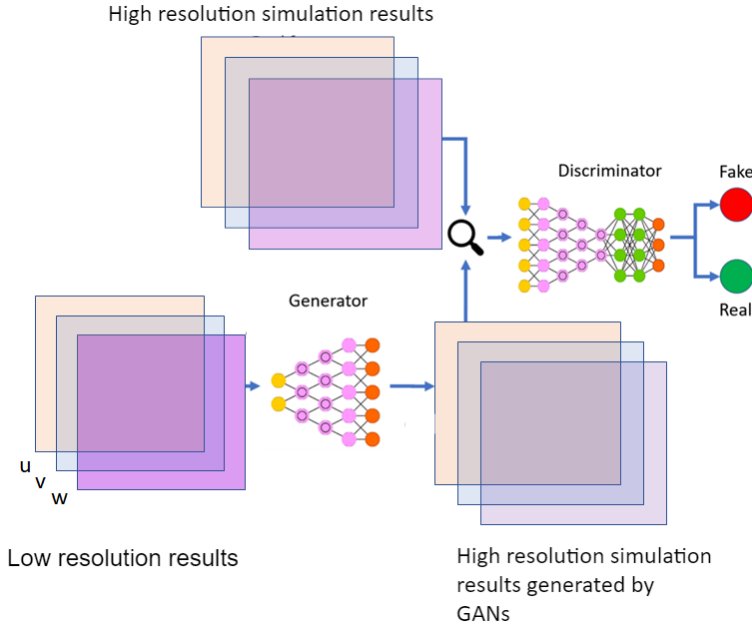 High resolution simulation results
Discriminator
Fake
Real
Generator
u
v
w
Low resolution results
High resolution simulation
results generated by
GANs